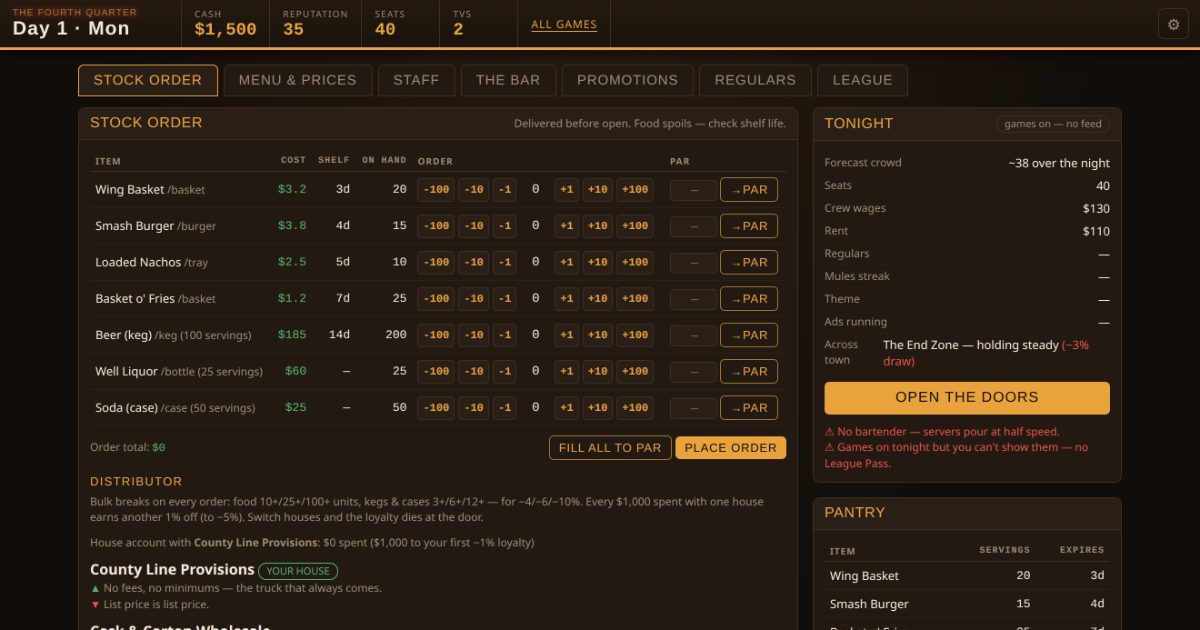 THE FOURTH QUARTER
Day 1 · Mon
CASH
$1,500
REPUTATION
35
SEATS
40
TVS
2
ALL GAMES
STOCK ORDER MENU & PRICES STAFF THE BAR PROMOTIONS REGULARS LEAGUE
STOCK ORDER
Delivered before open. Food spoils — check shelf life.
ITEM COST SHELF ON HAND ORDER PAR
Wing Basket /basket $3.2 3d 20 -100 -10 -1 0 +1 +10 +100 — →PAR
Smash Burger /burger $3.8 4d 15 -100 -10 -1 0 +1 +10 +100 — →PAR
Loaded Nachos /tray $2.5 5d 10 -100 -10 -1 0 +1 +10 +100 — →PAR
Basket o' Fries /basket $1.2 7d 25 -100 -10 -1 0 +1 +10 +100 — →PAR
Beer (keg) /keg (100 servings) $185 14d 200 -100 -10 -1 0 +1 +10 +100 — →PAR
Well Liquor /bottle (25 servings) $60 — 25 -100 -10 -1 0 +1 +10 +100 — →PAR
Soda (case) /case (50 servings) $25 — 50 -100 -10 -1 0 +1 +10 +100 — →PAR
Order total: $0
FILL ALL TO PAR PLACE ORDER
DISTRIBUTOR
Bulk breaks on every order: food 10+/25+/100+ units, kegs & cases 3+/6+/12+ — for −4/−6/−10%. Every $1,000 spent with one house
earns another 1% off (to −5%). Switch houses and the loyalty dies at the door.
House account with County Line Provisions: $0 spent ($1,000 to your first −1% loyalty)
County Line Provisions YOUR HOUSE
▲ No fees, no minimums — the truck that always comes.
▼ List price is list price.
Cash & Carton Wholesale
TONIGHT
games on — no feed
Forecast crowd ~38 over the night
Seats 40
Crew wages $130
Rent $110
Regulars —
Mules streak —
Theme —
Ads running —
Across town The End Zone — holding steady (−3% draw)
OPEN THE DOORS
⚠ No bartender — servers pour at half speed.
⚠ Games on tonight but you can't show them — no
League Pass.
PANTRY
ITEM SERVINGS EXPIRES
Wing Basket 20 3d
Smash Burger 15 4d
Basket o' Fries 25 7d